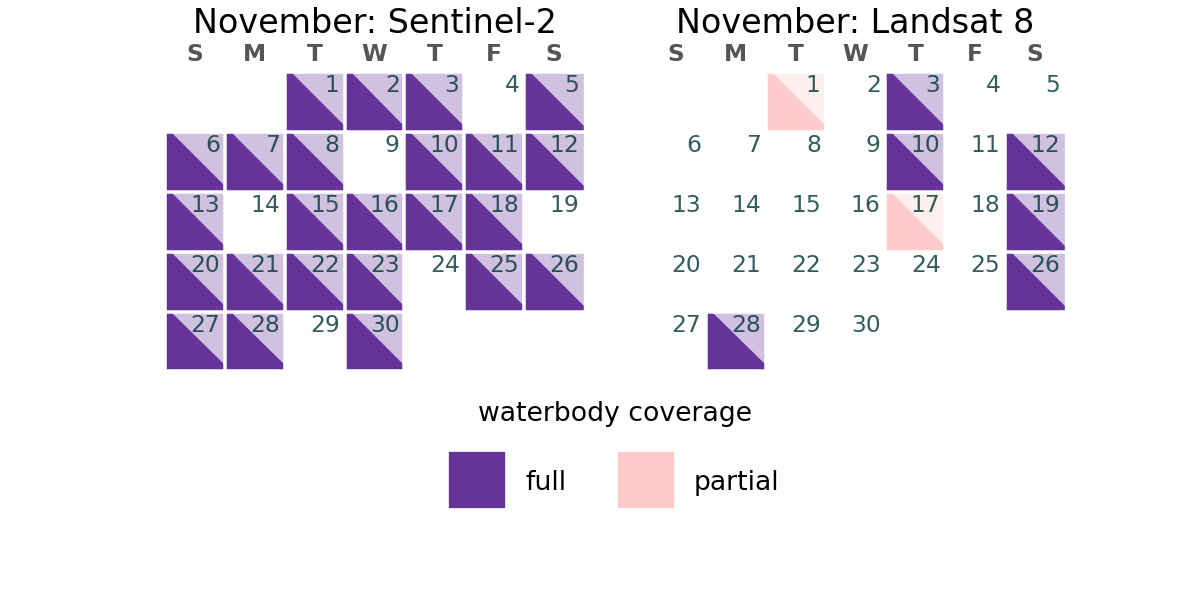 November: Sentinel-2
S M T W T F S
1 2 3 4 5
6 7 8 9 10 11 12
13 14 15 16 17 18 19
20 21 22 23 24 25 26
27 28 29 30
November: Landsat 8
S M T W T F S
1 2 3 4 5
6 7 8 9 10 11 12
13 14 15 16 17 18 19
20 21 22 23 24 25 26
27 28 29 30
waterbody coverage
full partial